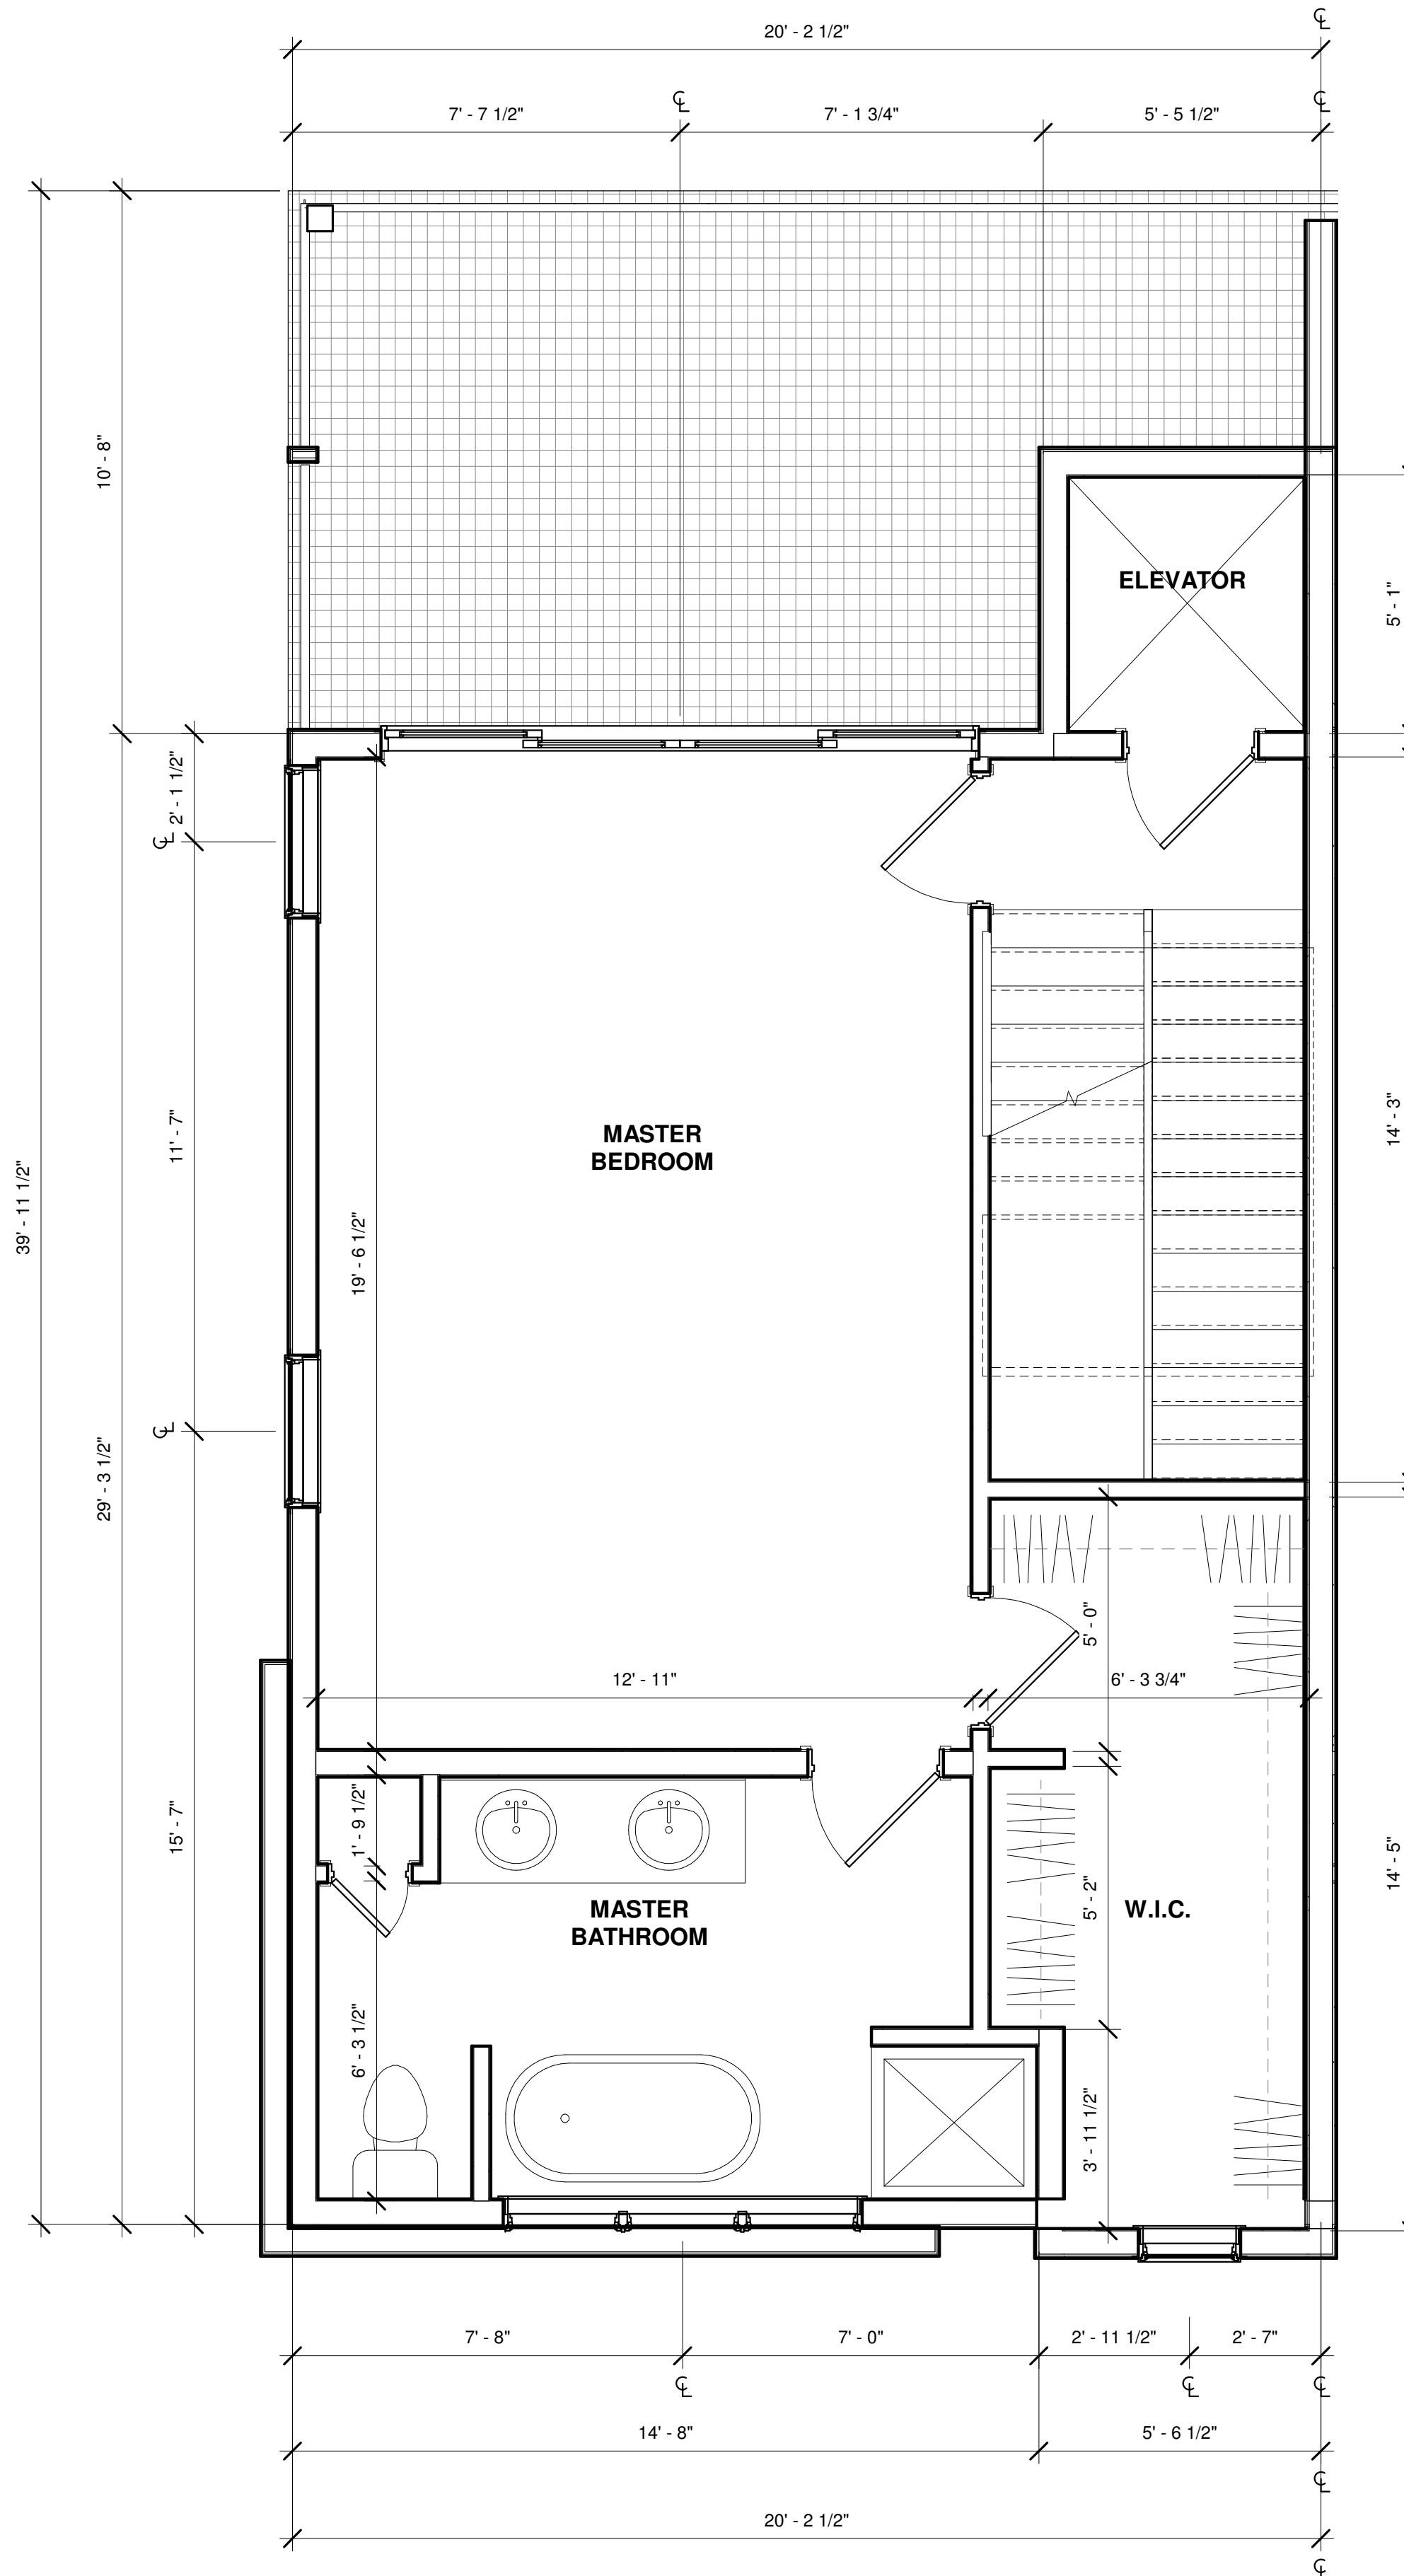 ℄
20' - 2 1/2"
℄
℄
7' - 7 1/2"
7' - 1 3/4"
5' - 5 1/2"
10' - 8"
ELEVATOR
5' - 1"
2' - 1 1/2"
℄
39' - 11 1/2"
11' - 7"
14' - 3"
MASTER
BEDROOM
19' - 6 1/2"
℄
29' - 3 1/2"
5' - 0"
12' - 11"
6' - 3 3/4"
15' - 7"
1' - 9 1/2"
14' - 5"
5' - 2"
W.I.C.
MASTER
BATHROOM
6' - 3 1/2"
3' - 11 1/2"
7' - 8"
7' - 0"
2' - 11 1/2"
2' - 7"
℄
℄
℄
14' - 8"
5' - 6 1/2"
℄
20' - 2 1/2"
℄